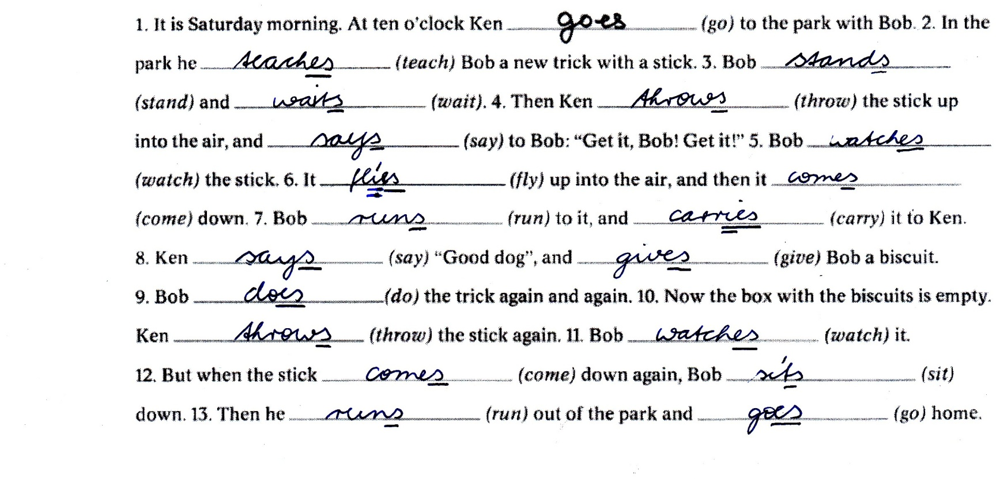 1. It is Saturday morning. At ten o'clock Ken goes (go) to the park with Bob. 2. In the
park he teaches (teach) Bob a new trick with a stick. 3. Bob stands
(stand) and waits (wait). 4. Then Ken throws (throw) the stick up
into the air, and says (say) to Bob: “Get it, Bob! Get it!” 5. Bob watches
(watch) the stick. 6. It flies (fly) up into the air, and then it comes
(come) down. 7. Bob runs (run) to it, and carries (carry) it to Ken.
8. Ken says (say) “Good dog”, and gives (give) Bob a biscuit.
9. Bob does (do) the trick again and again. 10. Now the box with the biscuits is empty.
Ken throws (throw) the stick again. 11. Bob watches (watch) it.
12. But when the stick comes (come) down again, Bob sits (sit)
down. 13. Then he runs (run) out of the park and goes (go) home.